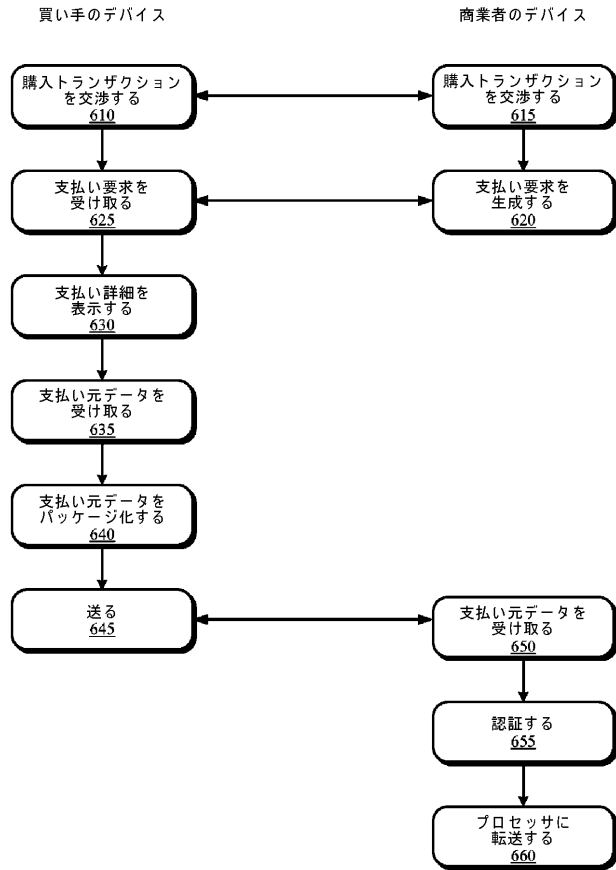 買い手のデバイス
商業者のデバイス
購入トランザクション
を交渉する
610
購入トランザクション
を交渉する
615
支払い要求を
受け取る
625
支払い要求を
生成する
620
支払い詳細を
表示する
630
支払い元データを
受け取る
635
支払い元データを
パッケージ化する
640
送る
645
支払い元データを
受け取る
650
認証する
655
プロセッサに
転送する
660